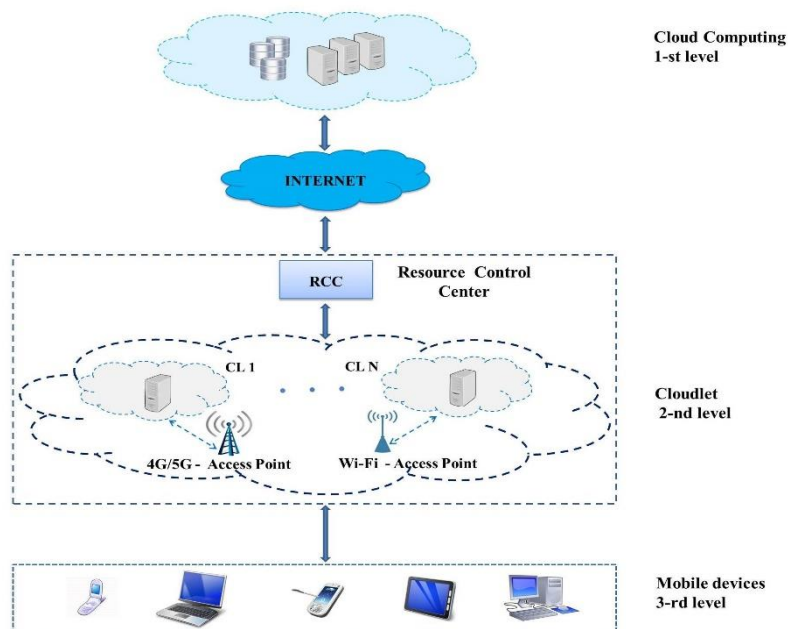 Cloud Computing
1-st level
INTERNET
RCC
Resource Control
Center
CL 1
CL N
Cloudlet
2-nd level
4G/5G - Access Point
Wi-Fi - Access Point
Mobile devices
3-rd level